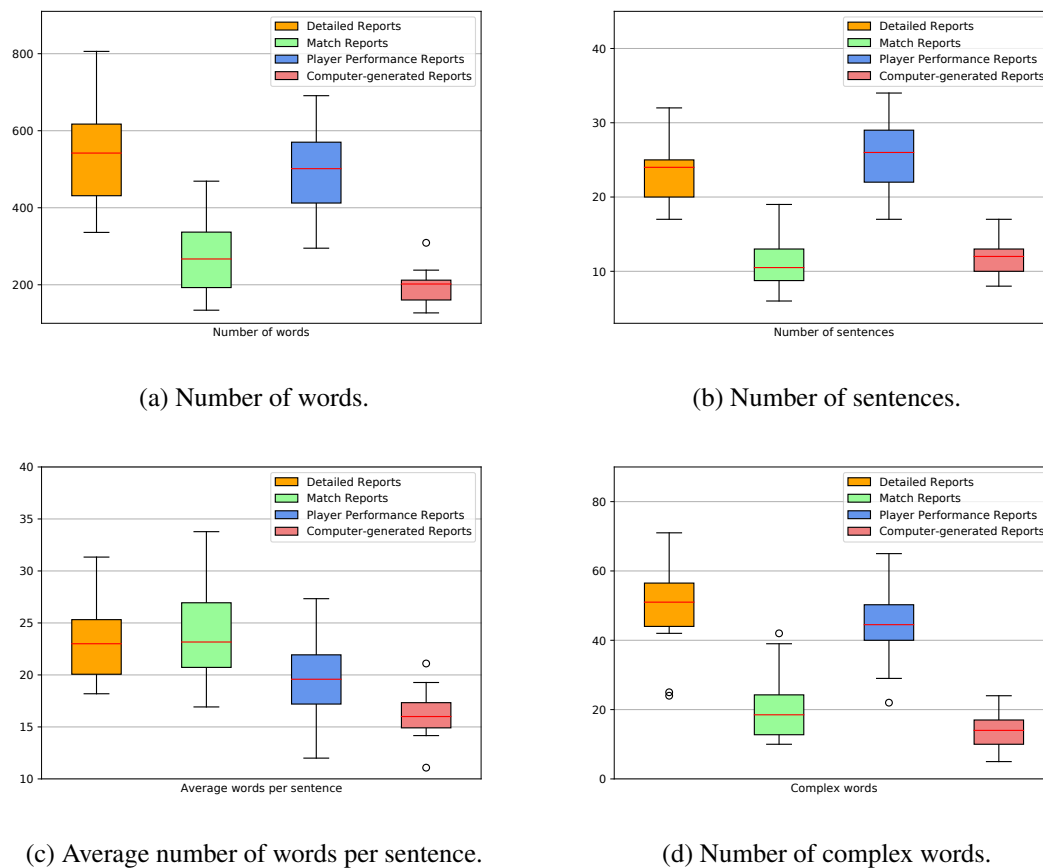 800
600
400
200
Detailed Reports
Match Reports
Player Performance Reports
Computer-generated Reports
Number of words
(a) Number of words.
40
30
20
10
Detailed Reports
Match Reports
Player Performance Reports
Computer-generated Reports
Number of sentences
(b) Number of sentences.
40
35
30
25
20
15
10
Detailed Reports
Match Reports
Player Performance Reports
Computer-generated Reports
Average words per sentence
(c) Average number of words per sentence.
80
60
40
20
0
Detailed Reports
Match Reports
Player Performance Reports
Computer-generated Reports
Complex words
(d) Number of complex words.